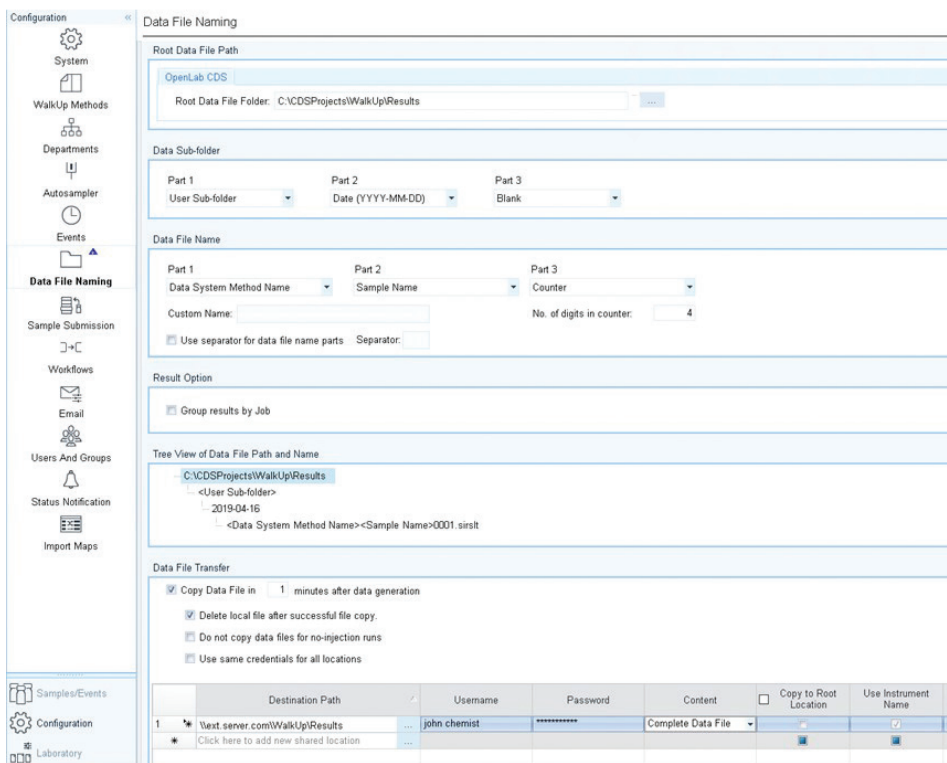 Configuration
«
System
WalkUp Methods
Departments
Autosampler
Events
Data File Naming
Sample Submission
Workflows
Email
Users And Groups
Status Notification
Import Maps
Samples/Events
Configuration
Laboratory
Data File Naming
Root Data File Path
OpenLab CDS
Root Data File Folder: C:\CDSProjects\WalkUp\Results ...
Data Sub-folder
Part 1 Part 2 Part 3
User Sub-folder Date (YYYY-MM-DD) Blank
Data File Name
Part 1 Part 2 Part 3
Data System Method Name Sample Name Counter
Custom Name: No. of digits in counter: 4
Use separator for data file name parts Separator:
Result Option
Group results by Job
Tree View of Data File Path and Name
C:\CDSProjects\WalkUp\Results
<User Sub-folder>
2019-04-16
<Data System Method Name><Sample Name>0001.sirslt
Data File Transfer
Copy Data File in 1 minutes after data generation
Delete local file after successful file copy.
Do not copy data files for no-injection runs
Use same credentials for all locations
Destination Path Username Password Content Copy to Root Location Use Instrument Name
1 \\ext.server.com\WalkUp\Results ... john chemist *********** Complete Data File
Click here to add new shared location ...